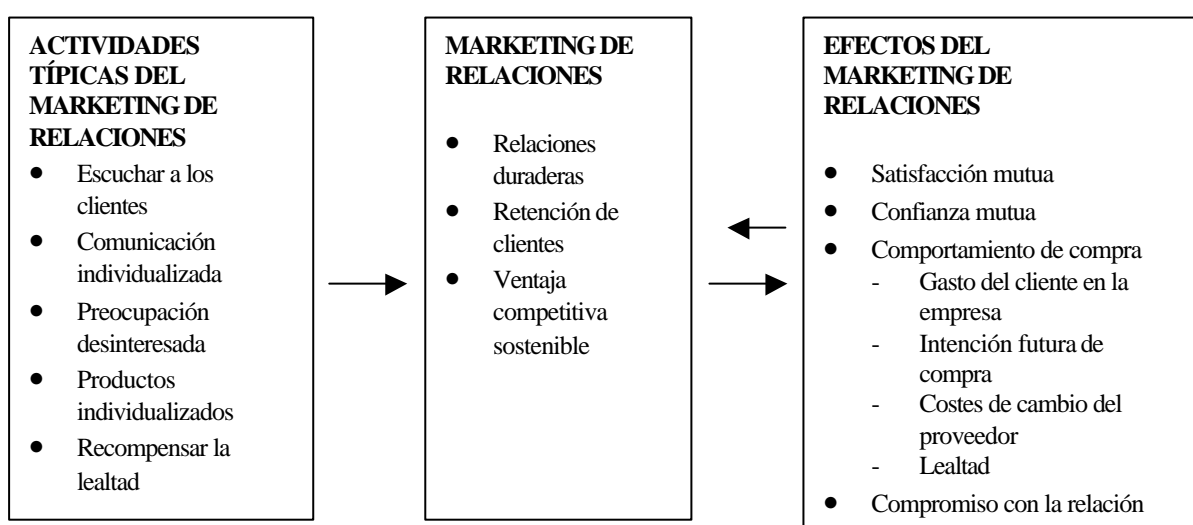 ACTIVIDADES
TÍPICAS DEL
MARKETING DE
RELACIONES
● Escuchar a los
clientes
● Comunicación
individualizada
● Preocupación
desinteresada
● Productos
individualizados
● Recompensar la
lealtad
MARKETING DE
RELACIONES
● Relaciones
duraderas
● Retención de
clientes
● Ventaja
competitiva
sostenible
EFECTOS DEL
MARKETING DE
RELACIONES
● Satisfacción mutua
● Confianza mutua
● Comportamiento de compra
- Gasto del cliente en la
empresa
- Intención futura de
compra
- Costes de cambio del
proveedor
- Lealtad
● Compromiso con la relación